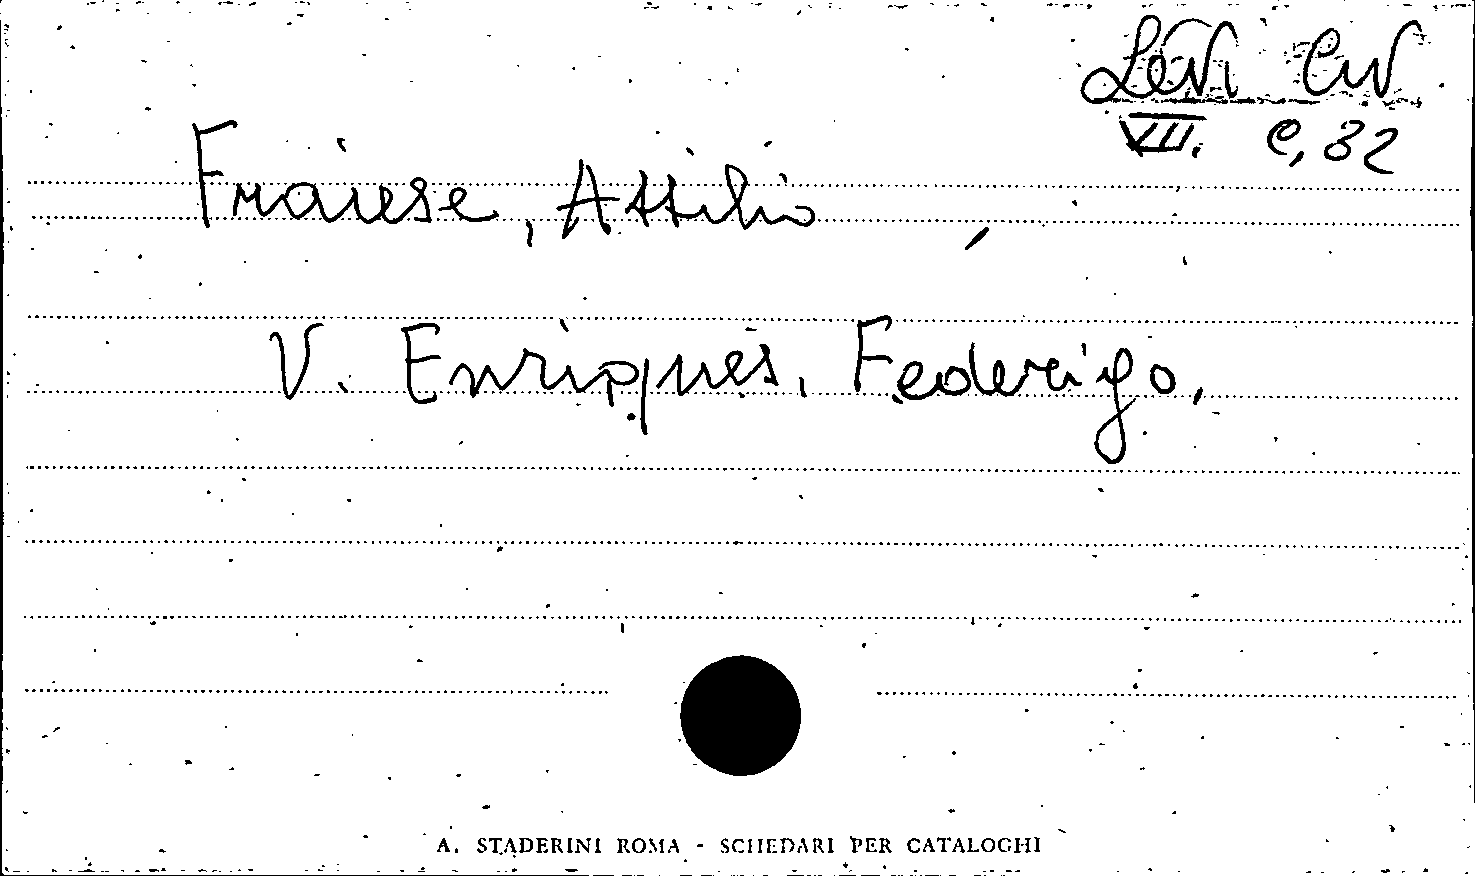 Levi Civ
VII. C, 32
Fraiese, Attilio
V. Enriques, Federigo,
A. STADERINI ROMA - SCHEDARI PER CATALOGHI